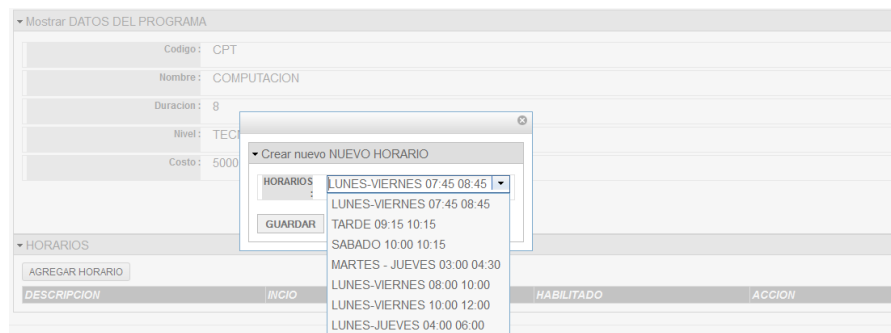 Mostrar DATOS DEL PROGRAMA
Codigo : CPT
Nombre : COMPUTACION
Duracion : 8
Nivel :
Costo : 5000
Crear nuevo NUEVO HORARIO
HORARIOS : LUNES-VIERNES 07:45 08:45
LUNES-VIERNES 07:45 08:45
GUARDAR TARDE 09:15 10:15
SABADO 10:00 10:15
HORARIOS
MARTES - JUEVES 03:00 04:30
AGREGAR HORARIO
LUNES-VIERNES 08:00 10:00
DESCRIPCION INCIO HABILITADO ACCION
LUNES-VIERNES 10:00 12:00
LUNES-JUEVES 04:00 06:00